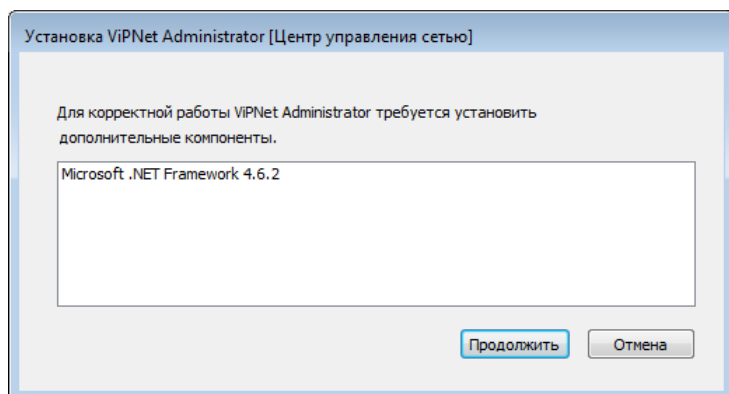 Установка ViPNet Administrator [Центр управления сетью]
Для корректной работы ViPNet Administrator требуется установить
дополнительные компоненты.
Microsoft .NET Framework 4.6.2
Продолжить Отмена